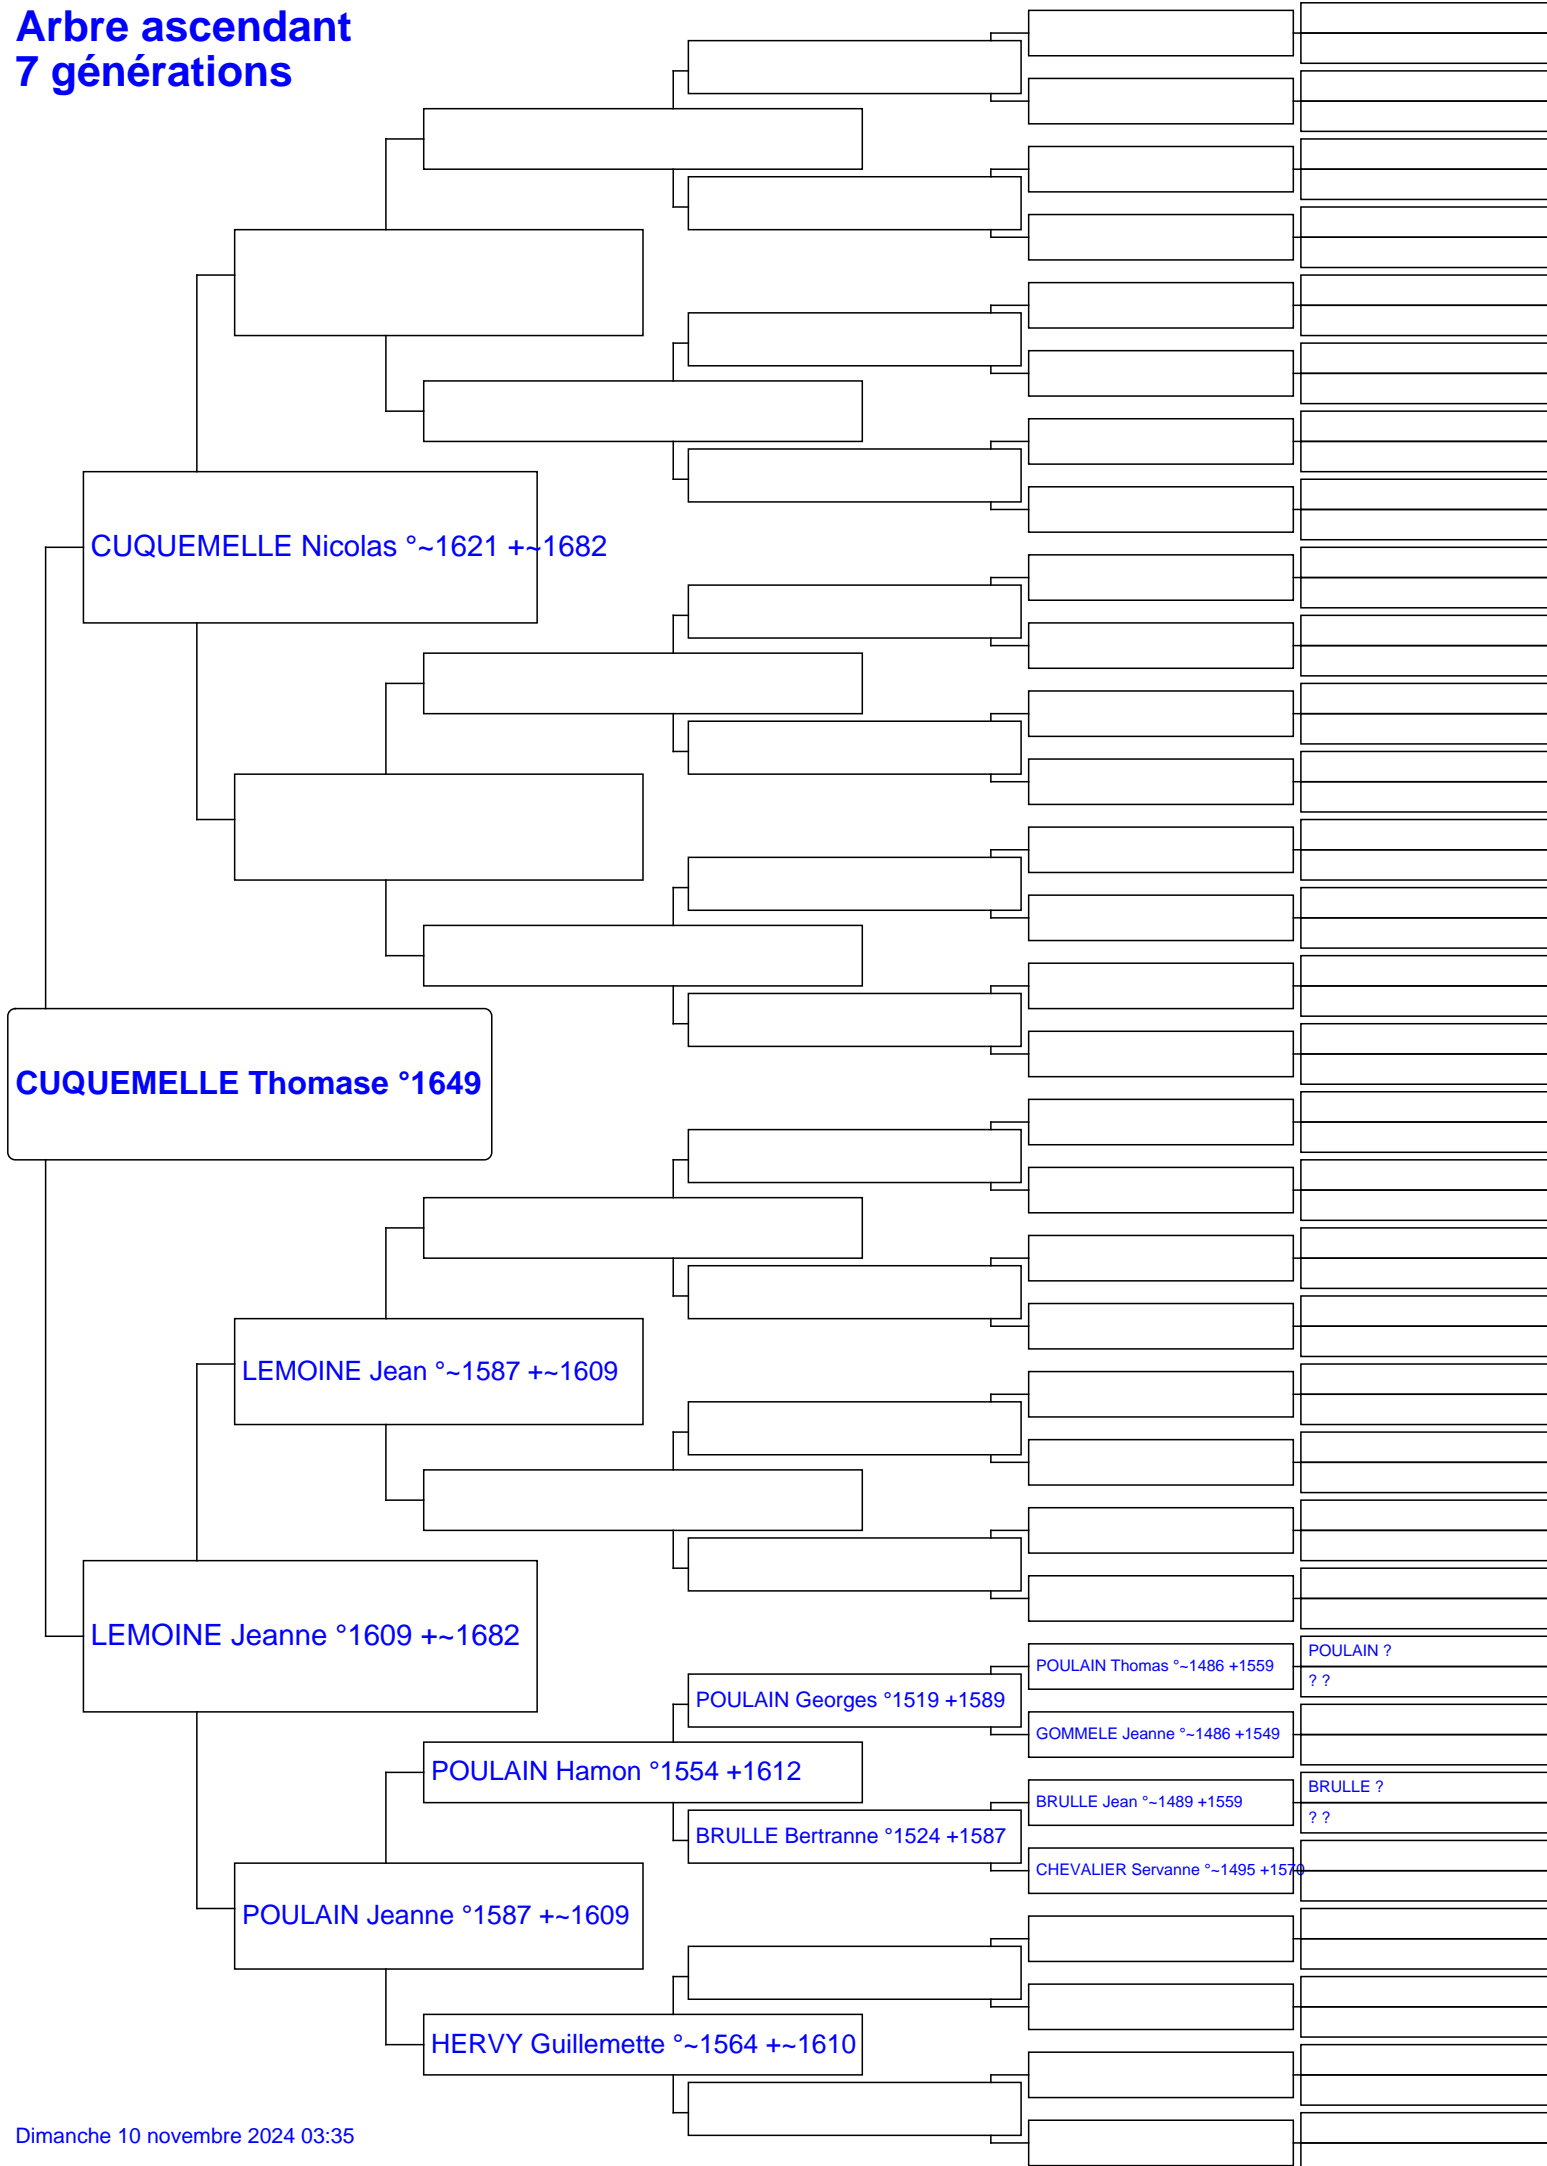 Arbre ascendant
7 générations
CUQUEMELLE Nicolas °~1621 +~1682
CUQUEMELLE Thomase °1649
LEMOINE Jean °~1587 +~1609
LEMOINE Jeanne °1609 +~1682
POULAIN ?
POULAIN Thomas °~1486 +1559
? ?
POULAIN Georges °1519 +1589
GOMMELE Jeanne °~1486 +1549
POULAIN Hamon °1554 +1612
BRULLE ?
BRULLE Jean °~1489 +1559
? ?
BRULLE Bertranne °1524 +1587
CHEVALIER Servanne °~1495 +1570
POULAIN Jeanne °1587 +~1609
HERVY Guillemette °~1564 +~1610
Dimanche 10 novembre 2024 03:35